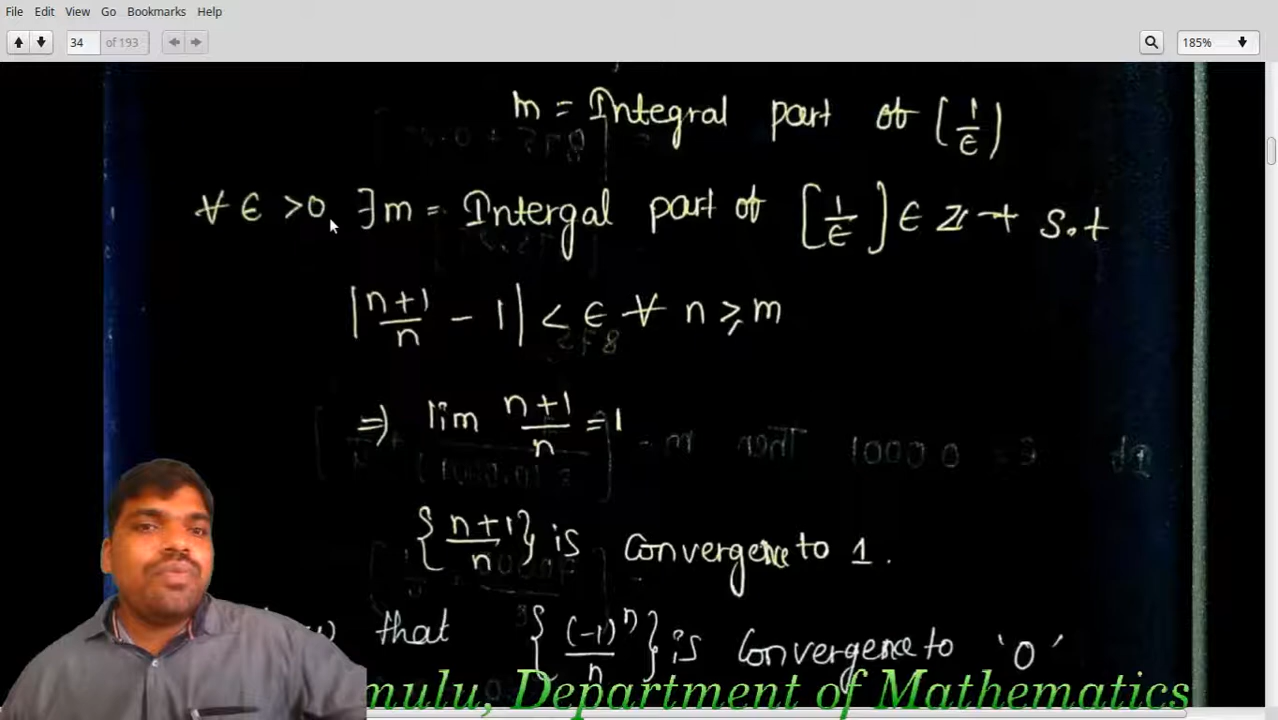 File Edit View Go Bookmarks Help
34 of 193 185%
m = Integral part of (1/ε)
∀ ε >0 ∃ m = Intergal part of [1/ε] ∈ Z + S.t
|n+1/n - 1| < ε ∀ n ≥ m
⇒ lim n+1/n = 1
{n+1/n} is Convergence to 1.
that {(-1)^n/n} is Convergence to '0'
mulu, Department of Mathematics